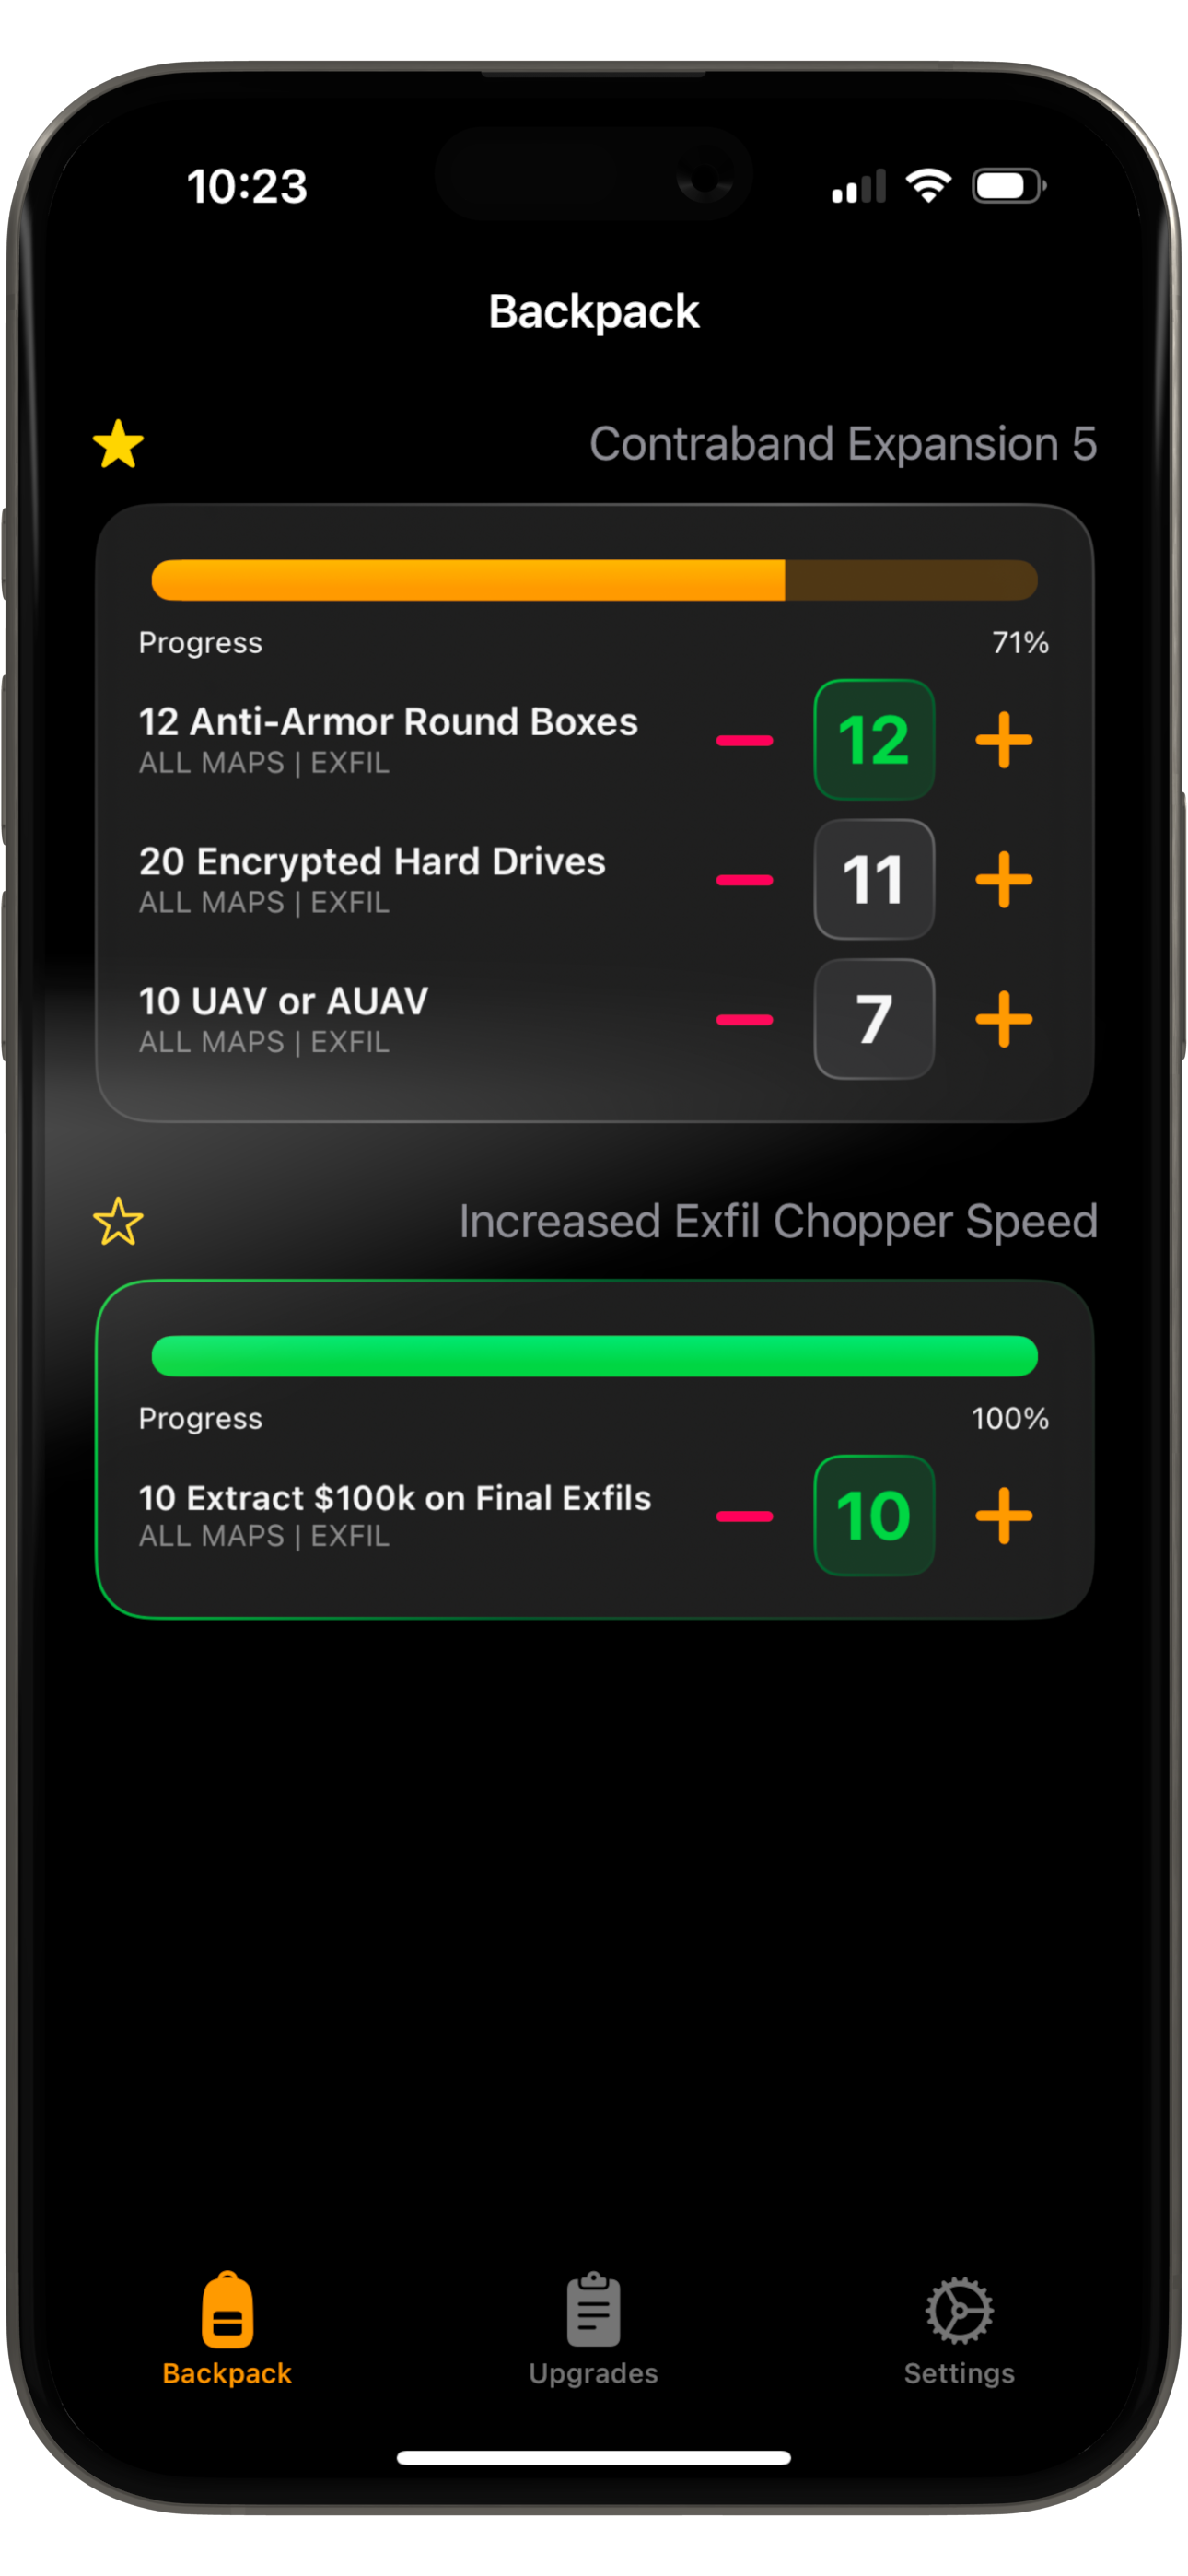 10:23
Backpack
Contraband Expansion 5
Progress 71%
12 Anti-Armor Round Boxes
ALL MAPS | EXFIL
12
20 Encrypted Hard Drives
ALL MAPS | EXFIL
11
10 UAV or AUAV
ALL MAPS | EXFIL
7
Increased Exfil Chopper Speed
Progress 100%
10 Extract $100k on Final Exfils
ALL MAPS | EXFIL
10
Backpack Upgrades Settings